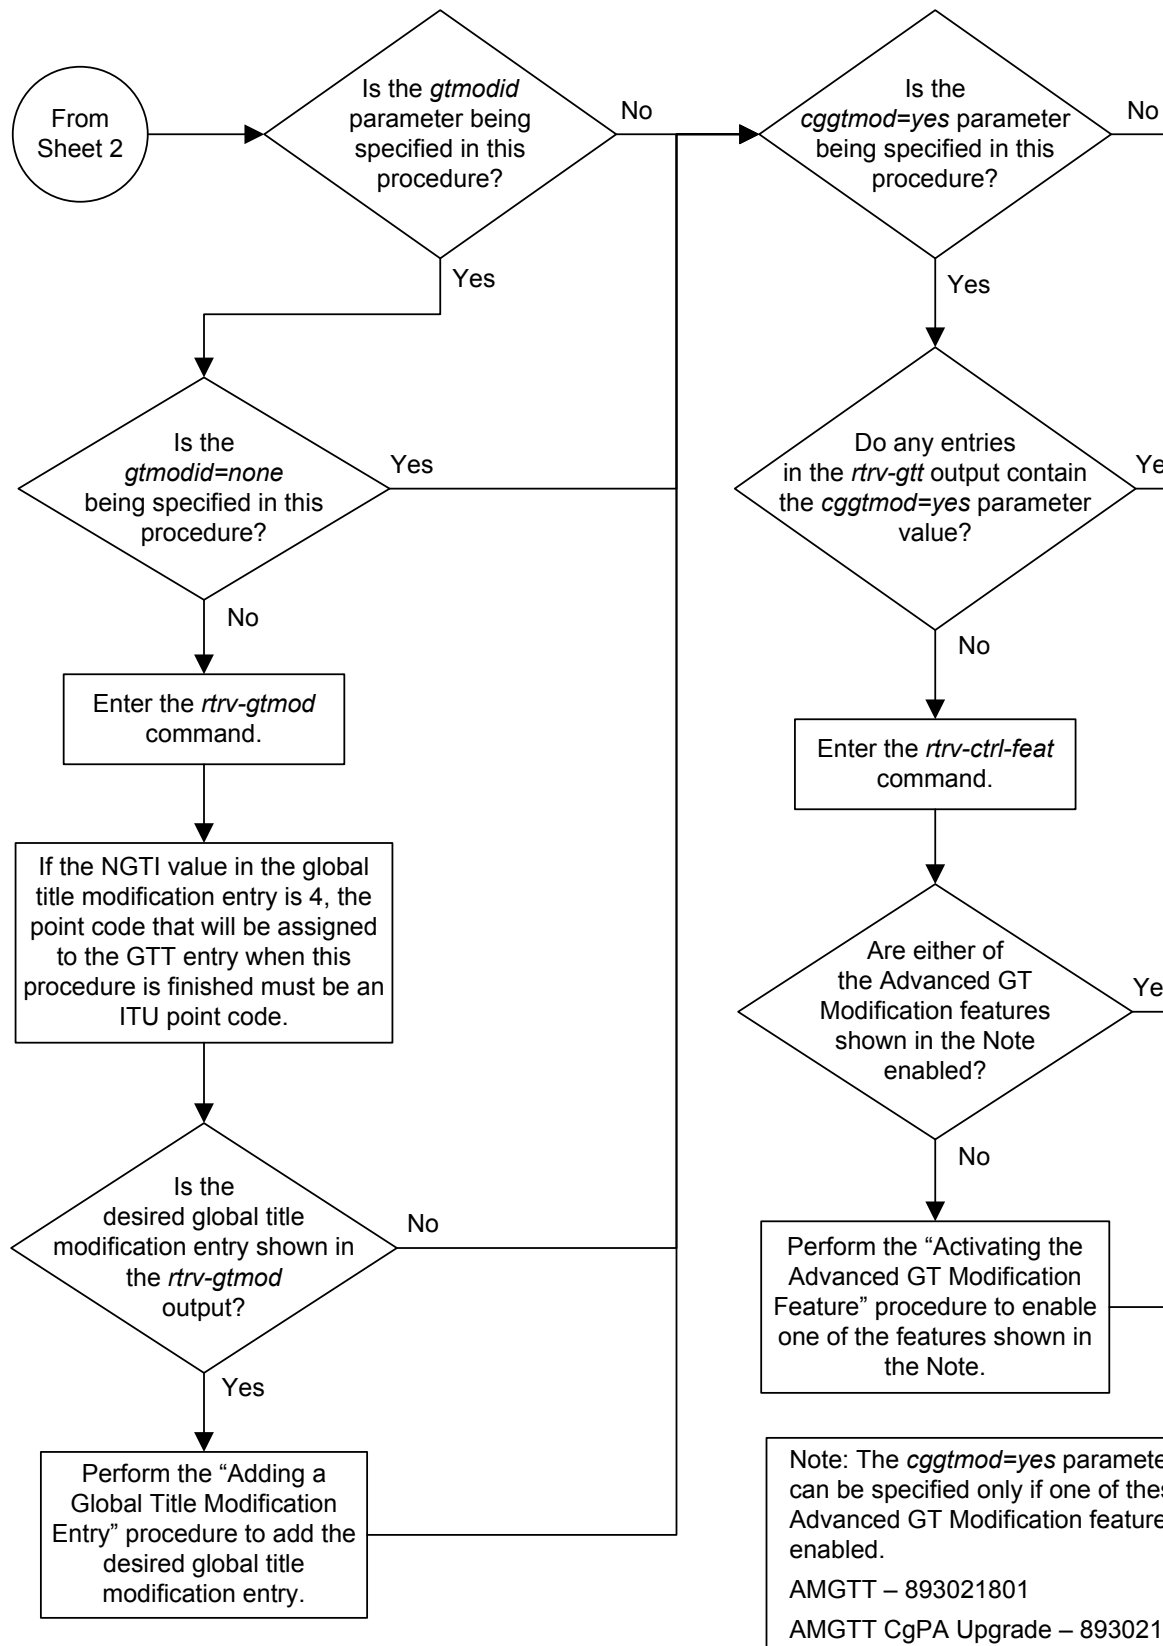 From
Sheet 2
Is the gtmodid
parameter being
specified in this
procedure?
No
Yes
Is the
gtmodid=none
being specified in this
procedure?
Yes
No
Enter the rtrv-gtmod
command.
If the NGTI value in the global
title modification entry is 4, the
point code that will be assigned
to the GTT entry when this
procedure is finished must be an
ITU point code.
Is the
desired global title
modification entry shown in
the rtrv-gtmod
output?
No
Yes
Perform the “Adding a
Global Title Modification
Entry” procedure to add the
desired global title
modification entry.
Is the
cggtmod=yes parameter
being specified in this
procedure?
No
Yes
Do any entries
in the rtrv-gtt output contain
the cggtmod=yes parameter
value?
Ye
No
Enter the rtrv-ctrl-feat
command.
Are either of
the Advanced GT
Modification features
shown in the Note
enabled?
Ye
No
Perform the “Activating the
Advanced GT Modification
Feature” procedure to enable
one of the features shown in
the Note.
Note: The cggtmod=yes paramete
can be specified only if one of thes
Advanced GT Modification feature
enabled.
AMGTT – 893021801
AMGTT CgPA Upgrade – 893021